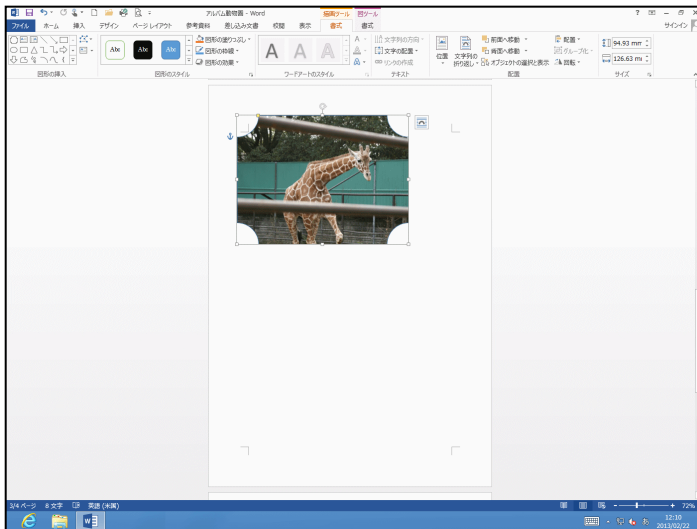 アルバム動物園 - Word
描画ツール 図ツール
ファイル ホーム 挿入 デザイン ページ レイアウト 参考資料 差し込み文書 校閲 表示 書式 書式 サインイン
Abc Abc Abc
図形の塗りつぶし
図形の枠線
図形の効果
A A A
文字列の方向
文字の配置
リンクの作成
位置 文字列の
折り返し
前面へ移動
背面へ移動
オブジェクトの選択と表示
配置
グループ化
回転
94.93 mm
126.63 mm
図形の挿入 図形のスタイル ワードアートのスタイル テキスト 配置 サイズ
3/4 ページ 8 文字 英語 (米国) 72%
あ 12:10
2013/02/22